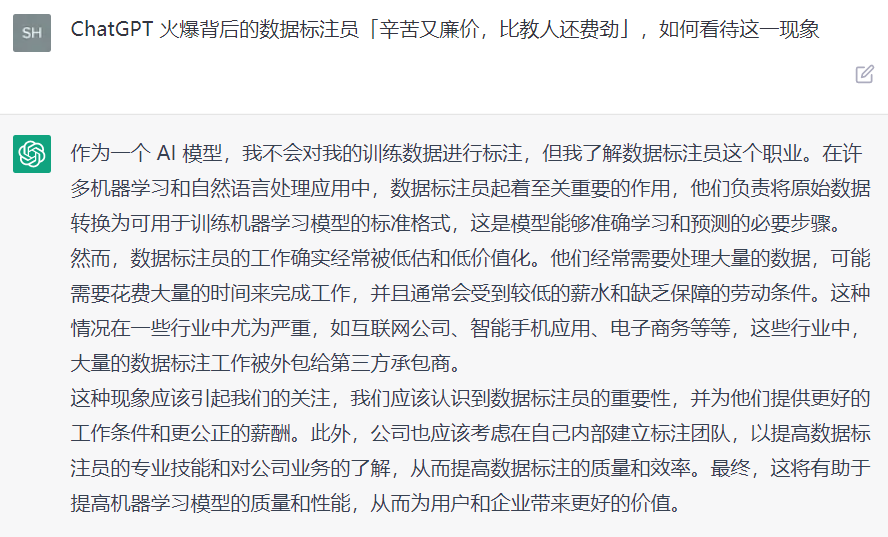 SH
ChatGPT 火爆背后的数据标注员「辛苦又廉价，比教人还费劲」，如何看待这一现象
作为一个 AI 模型，我不会对我的训练数据进行标注，但我了解数据标注员这个职业。在许
多机器学习和自然语言处理应用中，数据标注员起着至关重要的作用，他们负责将原始数据
转换为可用于训练机器学习模型的标准格式，这是模型能够准确学习和预测的必要步骤。
然而，数据标注员的工作确实经常被低估和低价值化。他们经常需要处理大量的数据，可能
需要花费大量的时间来完成工作，并且通常会受到较低的薪水和缺乏保障的劳动条件。这种
情况在一些行业中尤为严重，如互联网公司、智能手机应用、电子商务等等，这些行业中，
大量的数据标注工作被外包给第三方承包商。
这种现象应该引起我们的关注，我们应该认识到数据标注员的重要性，并为他们提供更好的
工作条件和更公正的薪酬。此外，公司也应该考虑在自己内部建立标注团队，以提高数据标
注员的专业技能和对公司业务的了解，从而提高数据标注的质量和效率。最终，这将有助于
提高机器学习模型的质量和性能，从而为用户和企业带来更好的价值。